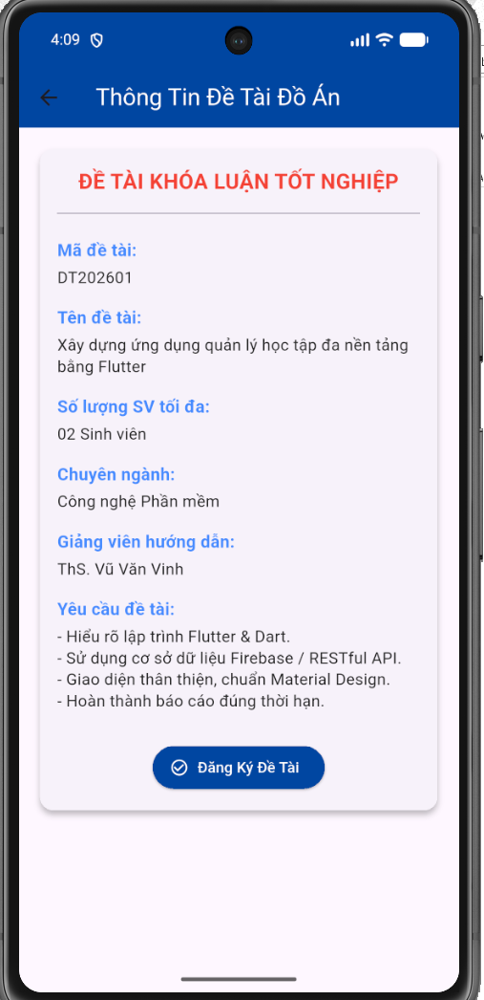 4:09
Thông Tin Đề Tài Đồ Án
ĐỀ TÀI KHÓA LUẬN TỐT NGHIỆP
Mã đề tài:
DT202601
Tên đề tài:
Xây dựng ứng dụng quản lý học tập đa nền tảng
bằng Flutter
Số lượng SV tối đa:
02 Sinh viên
Chuyên ngành:
Công nghệ Phần mềm
Giảng viên hướng dẫn:
ThS. Vũ Văn Vinh
Yêu cầu đề tài:
- Hiểu rõ lập trình Flutter & Dart.
- Sử dụng cơ sở dữ liệu Firebase / RESTful API.
- Giao diện thân thiện, chuẩn Material Design.
- Hoàn thành báo cáo đúng thời hạn.
Đăng Ký Đề Tài